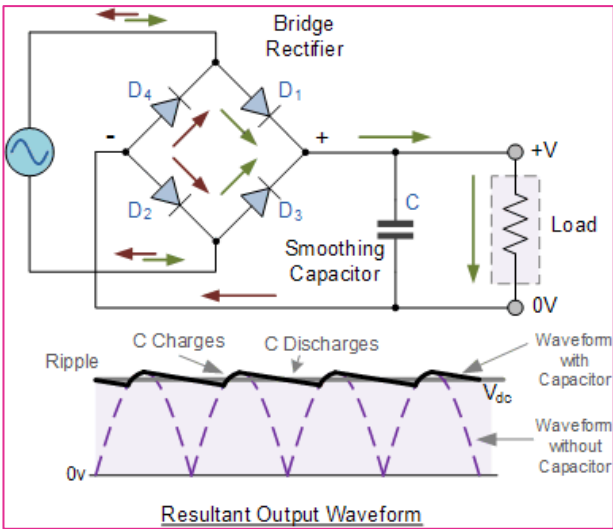 Bridge
Rectifier
D4
D1
-
+
+V
D2
D3
C
Smoothing
Capacitor
Load
0V
C Charges
C Discharges
Waveform
with
Capacitor
Ripple
Vdc
Waveform
without
Capacitor
0v
Resultant Output Waveform